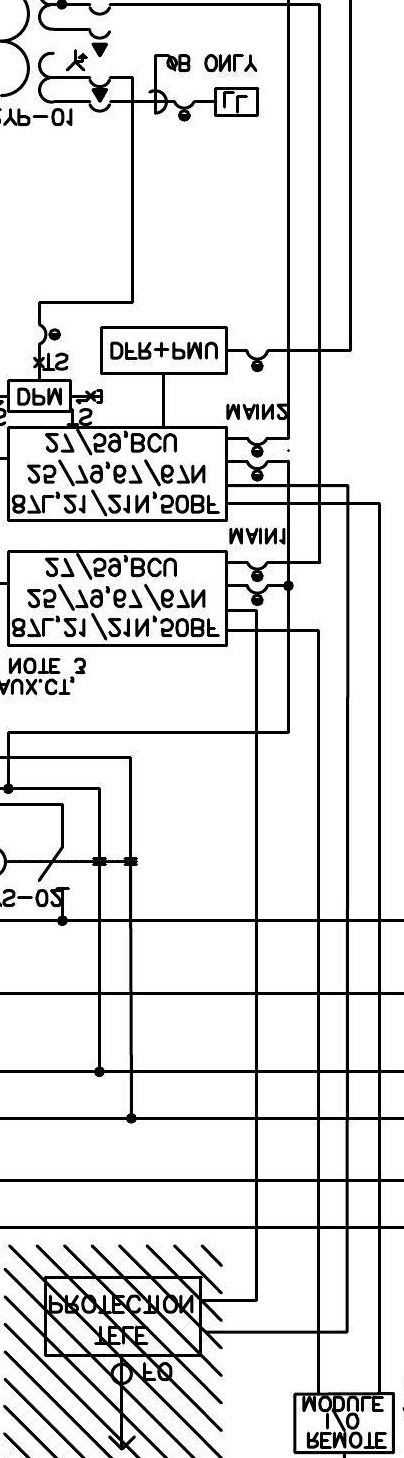 REMOTE
I/O
MODULE
FO
TELE
PROTECTION
S-02
AUX.CT,
NOTE 3
87L,21/21N,50BF
25/79,67/67N
27/59,BCU
MAIN1
87L,21/21N,50BF
25/79,67/67N
27/59,BCU
MAIN2
TS
DPM
xTS
DFR+PMU
YP-01
LL
ØB ONLY